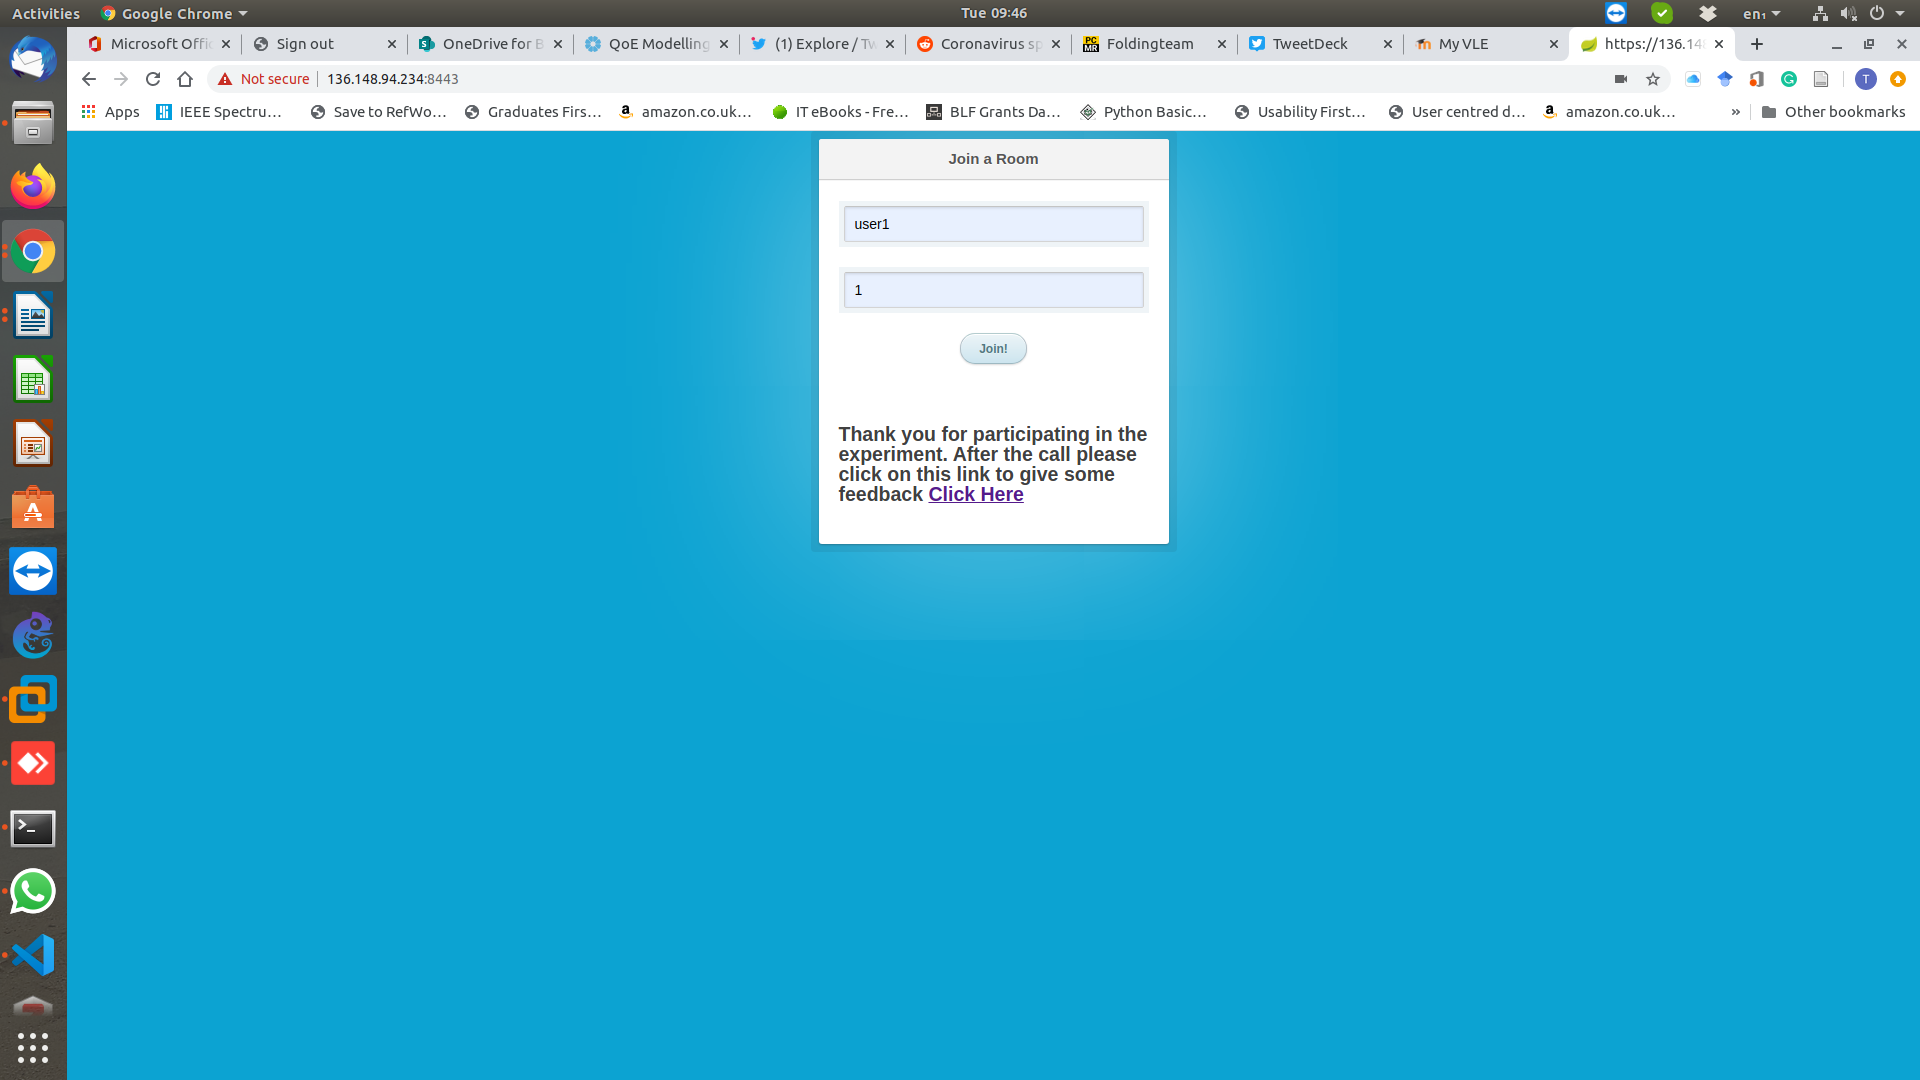 Activities Google Chrome Tue 09:46 en₁
Microsoft Offi Sign out OneDrive for B QoE Modelling (1) Explore / Tw Coronavirus sp Foldingteam TweetDeck My VLE https://136.148
Not secure 136.148.94.234:8443 T
Apps IEEE Spectru… Save to RefWo… Graduates Firs… amazon.co.uk… IT eBooks - Fre… BLF Grants Da… Python Basic… Usability First… User centred d… amazon.co.uk… » Other bookmarks
Join a Room
user1
1
Join!
Thank you for participating in the
experiment. After the call please
click on this link to give some
feedback Click Here